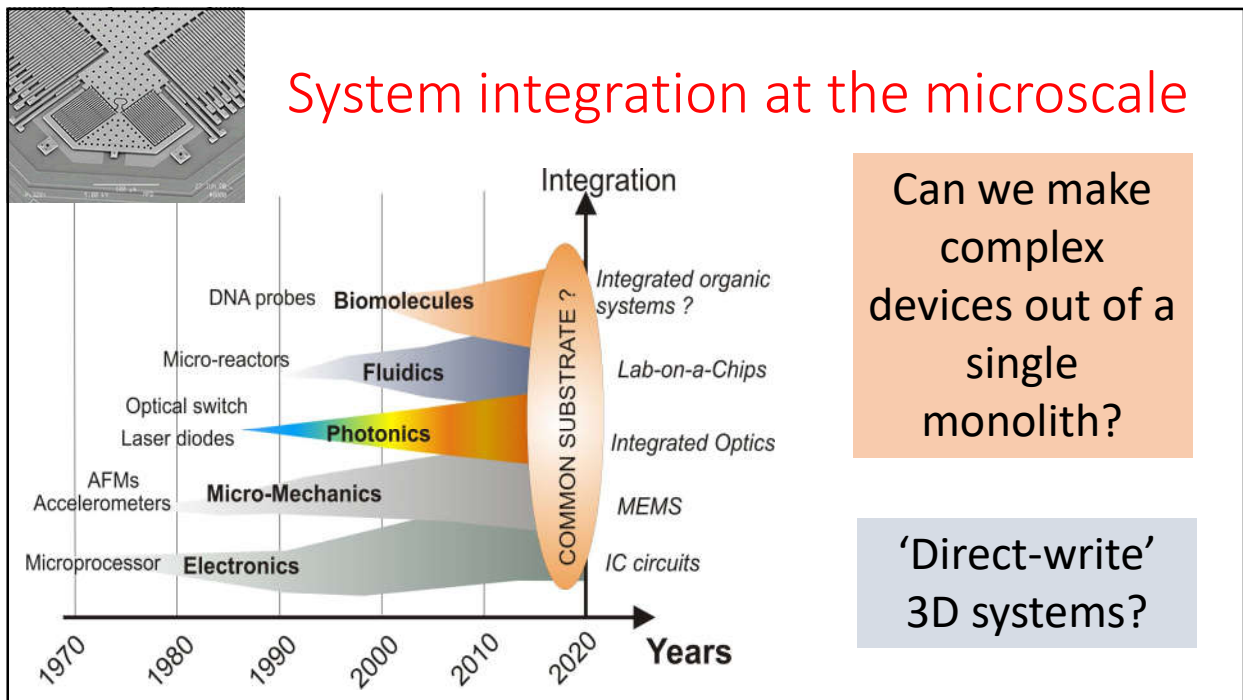 System integration at the microscale
Integration
DNA probes
Biomolecules
Integrated organic
systems ?
Micro-reactors
Fluidics
Lab-on-a-Chips
Optical switch
Laser diodes
Photonics
Integrated Optics
AFMs
Accelerometers
Micro-Mechanics
MEMS
Microprocessor
Electronics
IC circuits
COMMON SUBSTRATE ?
1970
1980
1990
2000
2010
2020
Years
Can we make
complex
devices out of a
single
monolith?
‘Direct-write’
3D systems?